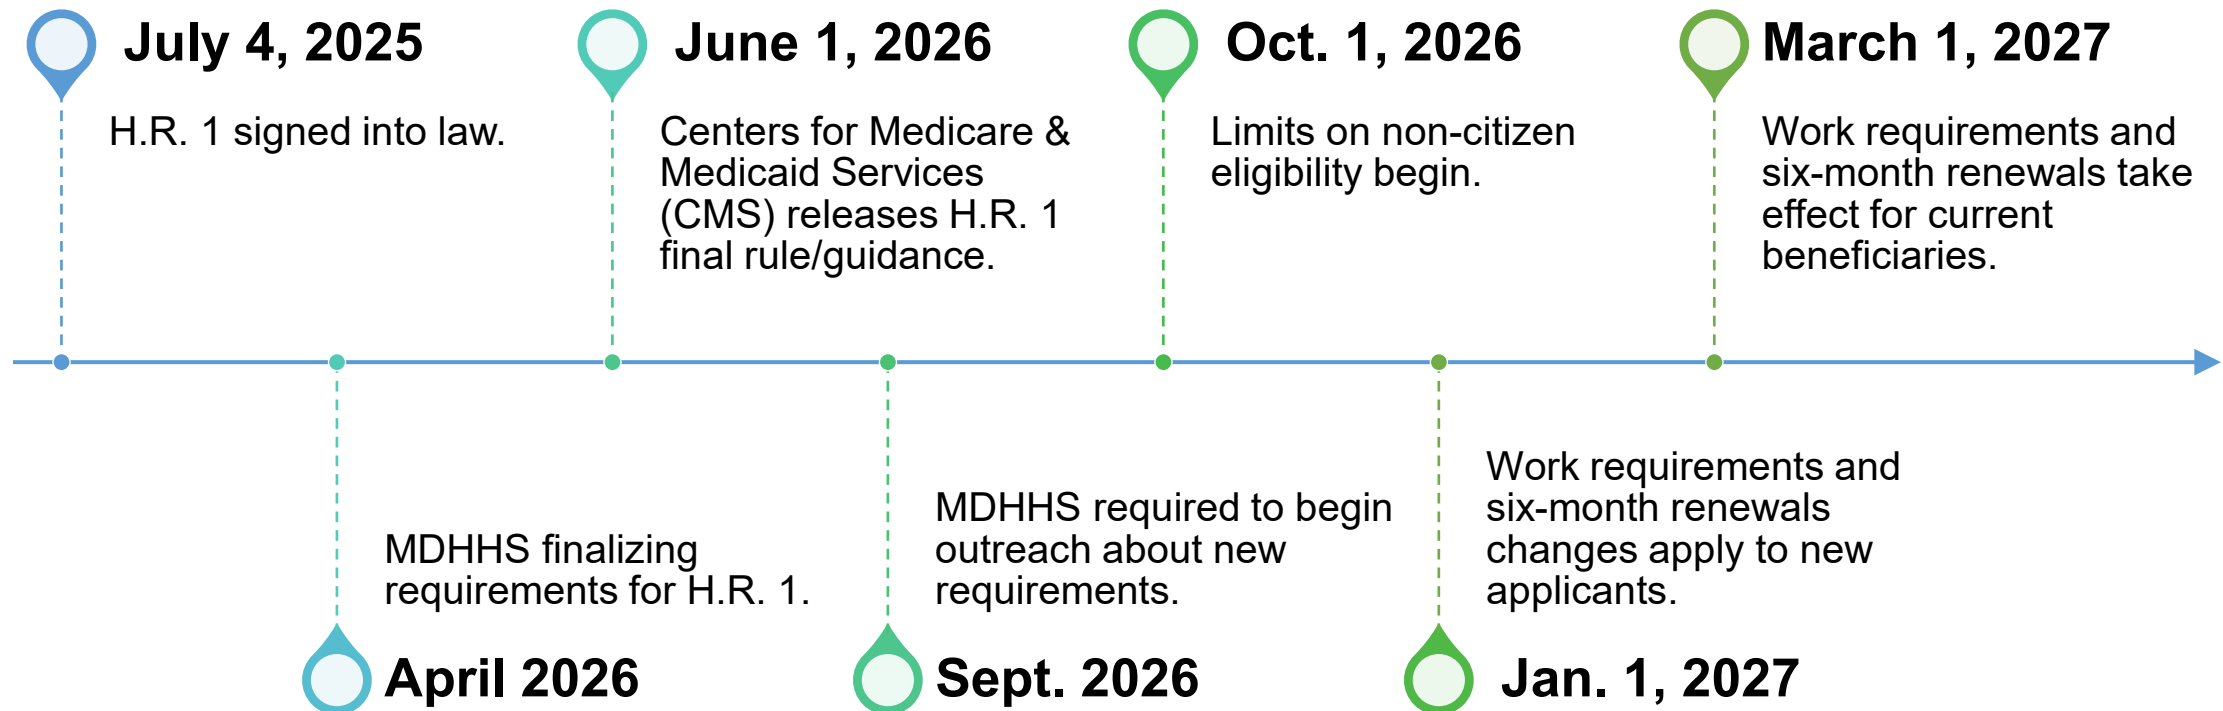 July 4, 2025
H.R. 1 signed into law.
June 1, 2026
Centers for Medicare &
Medicaid Services
(CMS) releases H.R. 1
final rule/guidance.
Oct. 1, 2026
Limits on non-citizen
eligibility begin.
March 1, 2027
Work requirements and
six-month renewals take
effect for current
beneficiaries.
MDHHS finalizing
requirements for H.R. 1.
April 2026
MDHHS required to begin
outreach about new
requirements.
Sept. 2026
Work requirements and
six-month renewals
changes apply to new
applicants.
Jan. 1, 2027